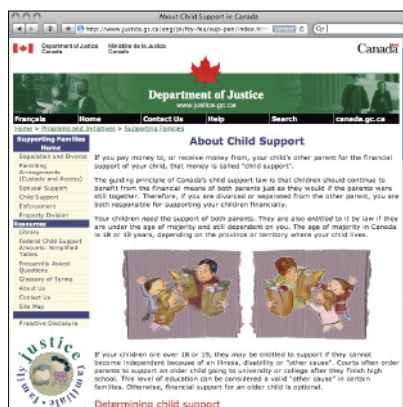 About Child Support in Canada
http://www.justice.gc.ca/eng/pi/fcy-fea/sup-pen/index.htm
Department of Justice Canada
Ministère de la Justice Canada
Canada
Department of Justice
www.justice.gc.ca
Français Home Contact Us Help Search canada.gc.ca
Home > Programs and Initiatives > Supporting Families
Supporting Families
Home
Separation and Divorce
Parenting
Arrangements
(Custody and Access)
Spousal Support
Child Support
Enforcement
Property Division
Resources
Library
Federal Child Support
Amounts: Simplified
Tables
Frequently Asked
Questions
Glossary of Terms
About Us
Contact Us
Site Map
Proactive Disclosure
justice
familiale
family
About Child Support
If you pay money to, or receive money from, your child's other parent for the financial
support of your child, that money is called "child support".
The guiding principle of Canada's child support law is that children should continue to
benefit from the financial means of both parents just as they would if the parents were
still together. Therefore, if you are divorced or separated from the other parent, you are
both responsible for supporting your children financially.
Your children need the support of both parents. They are also entitled to it by law if they
are under the age of majority and still dependent on you. The age of majority in Canada
is 18 or 19 years, depending on the province or territory where your child lives.
If your children are over 18 or 19, they may be entitled to support if they cannot
become independent because of an illness, disability or "other cause". Courts often order
parents to support an older child going to university or college after they finish high
school. This level of education can be considered a valid "other cause" in certain
families. Otherwise, financial support for an older child is optional.
Determining child support